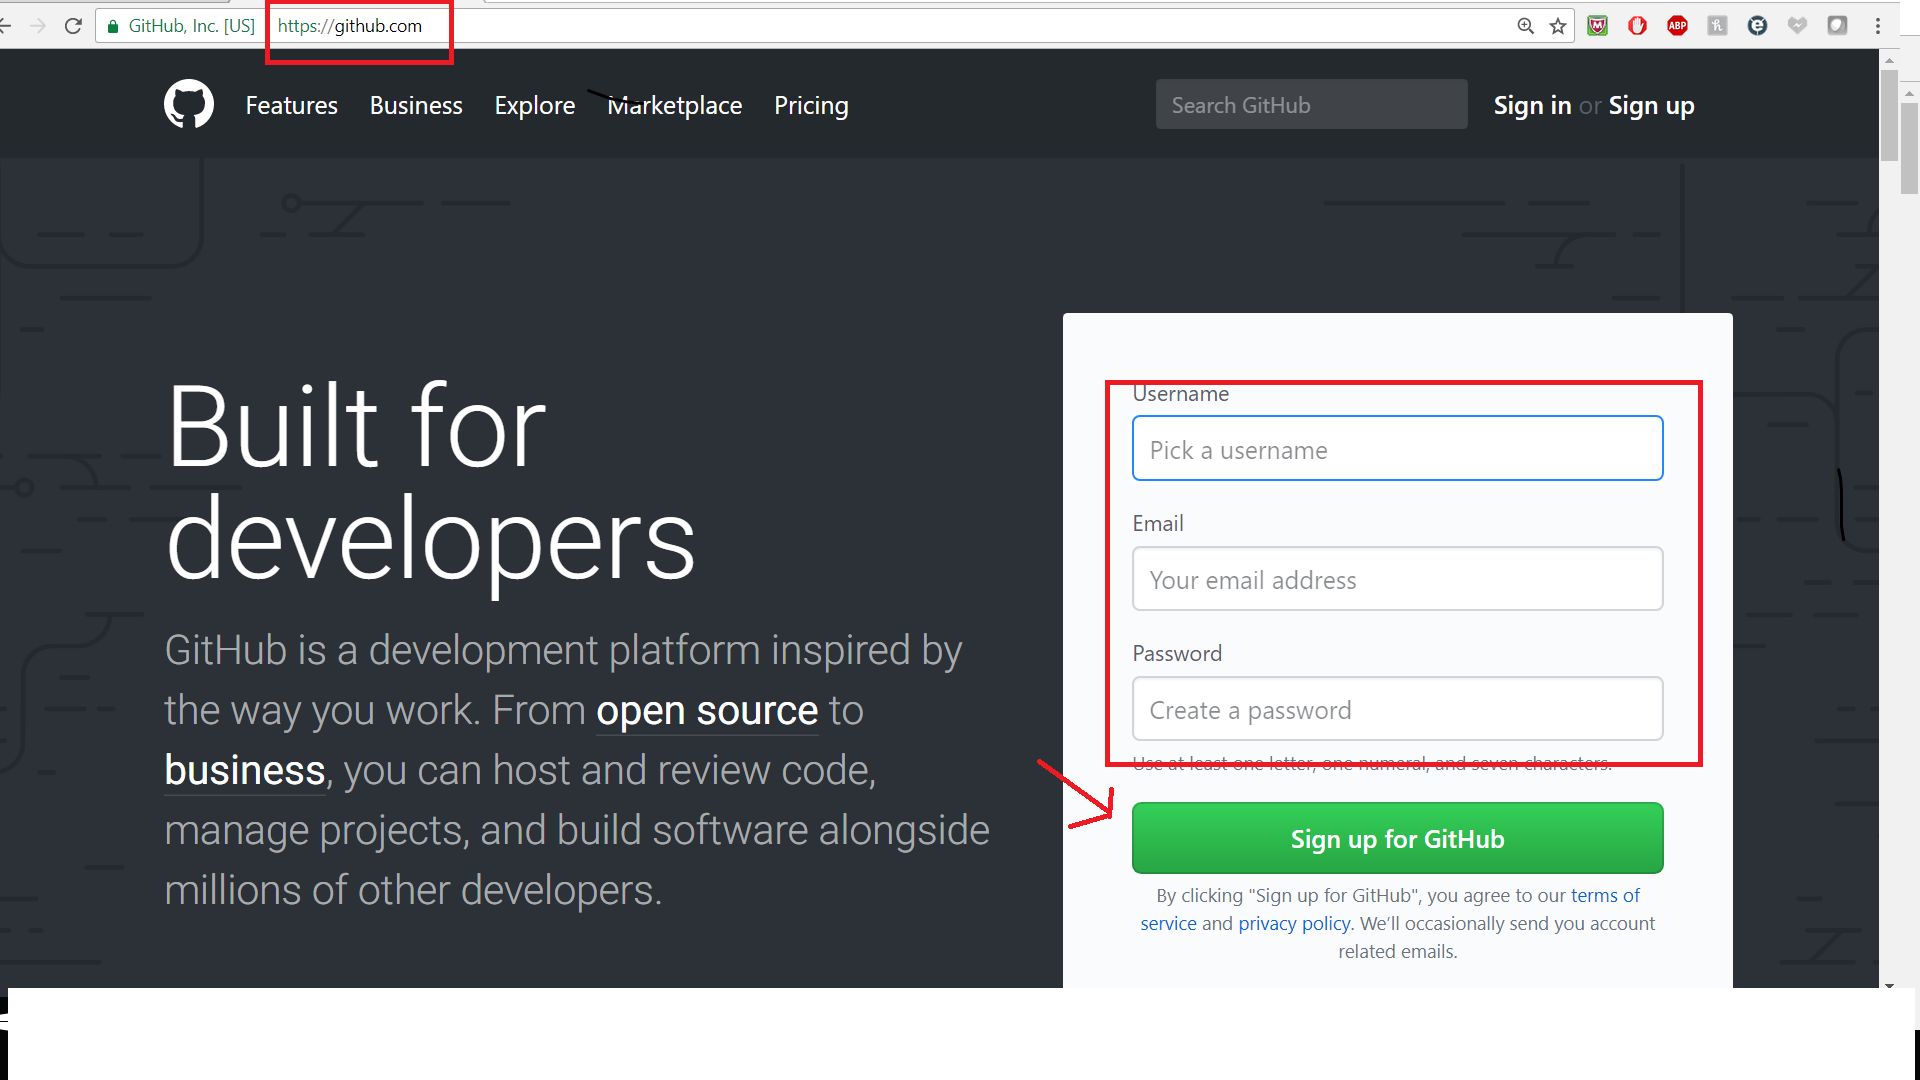 GitHub, Inc. [US] https://github.com
ABP
Features Business Explore Marketplace Pricing Search GitHub Sign in or Sign up
Built for
developers
GitHub is a development platform inspired by
the way you work. From open source to
business, you can host and review code,
manage projects, and build software alongside
millions of other developers.
Username
Pick a username
Email
Your email address
Password
Create a password
Use at least one letter, one numeral, and seven characters.
Sign up for GitHub
By clicking "Sign up for GitHub", you agree to our terms of
service and privacy policy. We'll occasionally send you account
related emails.